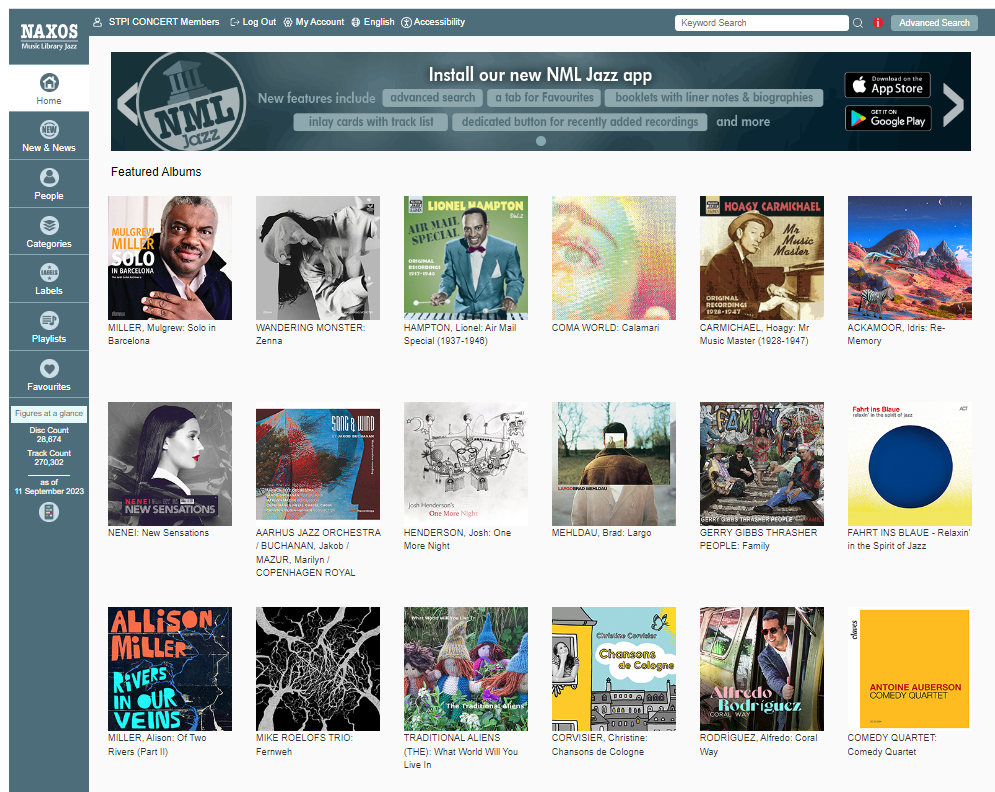 NAXOS
Music Library Jazz
STPI CONCERT Members
Log Out
My Account
English
Accessibility
Keyword Search
Advanced Search
Home
NEW
New & News
People
Categories
LABELS
Labels
Playlists
Favourites
Figures at a glance
Disc Count
28,674
Track Count
270,302
as of
11 September 2023
NML
Jazz
Install our new NML Jazz app
New features include advanced search a tab for Favourites booklets with liner notes & biographies
inlay cards with track list dedicated button for recently added recordings and more
Download on the
App Store
GET IT ON
Google Play
Featured Albums
MULGREW
MILLER
SOLO
IN BARCELONA
LIONEL HAMPTON
Vol.2
AIR MAIL
SPECIAL
ORIGINAL
RECORDINGS
1937-1946
HOAGY CARMICHAEL
Mr
Music
Master
ORIGINAL
RECORDINGS
1928-1947
MILLER, Mulgrew: Solo in
Barcelona
WANDERING MONSTER:
Zenna
HAMPTON, Lionel: Air Mail
Special (1937-1946)
COMA WORLD: Calamari
CARMICHAEL, Hoagy: Mr
Music Master (1928-1947)
ACKAMOOR, Idris: Re-
Memory
NENEI
NEW SENSATIONS
SONG & WIND
BY JAKOB BUCHANAN
Josh Henderson's
One More Night
LARGO BRAD MEHLDAU
FAMILY
GERRY GIBBS THRASHER PEOPLE
Fahrt ins Blaue
relaxin' in the spirit of jazz
ACT
NENEI: New Sensations
AARHUS JAZZ ORCHESTRA
/ BUCHANAN, Jakob /
MAZUR, Marilyn /
COPENHAGEN ROYAL
HENDERSON, Josh: One
More Night
MEHLDAU, Brad: Largo
GERRY GIBBS THRASHER
PEOPLE: Family
FAHRT INS BLAUE - Relaxin'
in the Spirit of Jazz
ALLISON
MILLER
RiVERS
IN OUR
VEiNS
What World Will You Live In?
The Traditional Aliens
Christine Corvisier
Chansons
de Cologne
Alfredo
Rodríguez
CORAL WAY
claves
ANTOINE AUBERSON
COMEDY QUARTET
MILLER, Alison: Of Two
Rivers (Part II)
MIKE ROELOFS TRIO:
Fernweh
TRADITIONAL ALIENS
(THE): What World Will You
Live In
CORVISIER, Christine:
Chansons de Cologne
RODRÍGUEZ, Alfredo: Coral
Way
COMEDY QUARTET:
Comedy Quartet